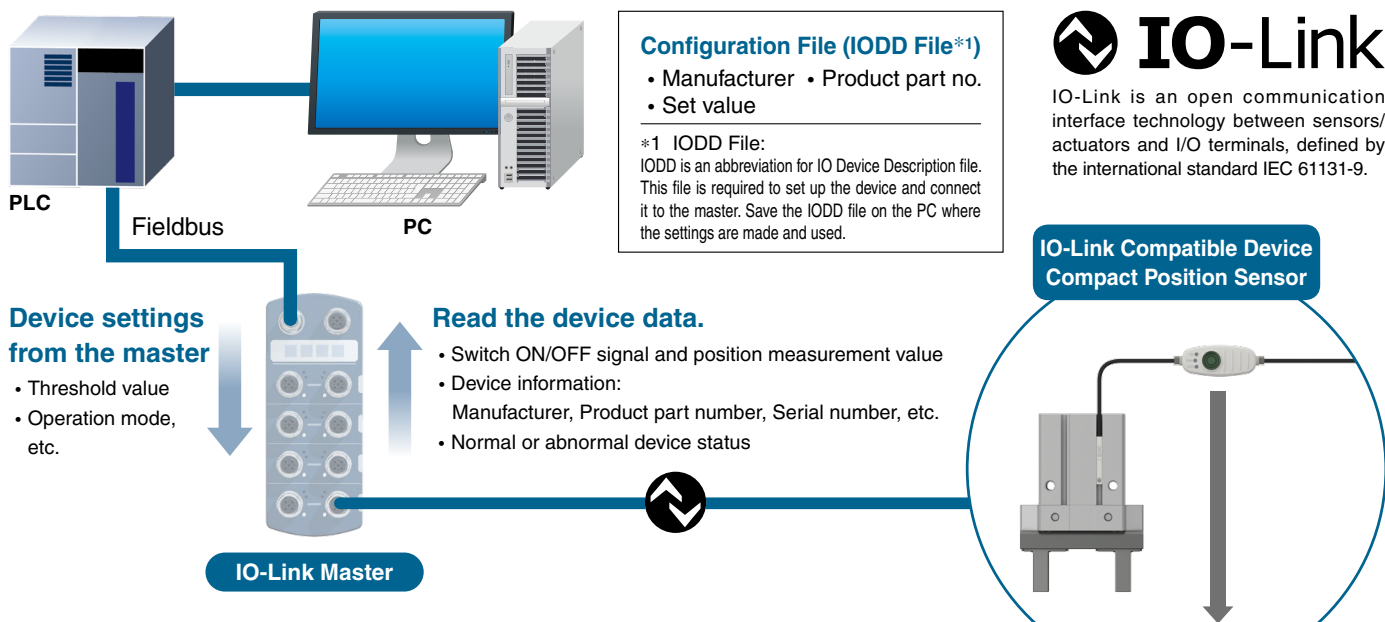 Configuration File (IODD File*1)
• Manufacturer • Product part no.
• Set value
*1 IODD File:
IODD is an abbreviation for IO Device Description file.
This file is required to set up the device and connect
it to the master. Save the IODD file on the PC where
the settings are made and used.
IO-Link
IO-Link is an open communication
interface technology between sensors/
actuators and I/O terminals, defined by
the international standard IEC 61131-9.
PLC
Fieldbus
PC
IO-Link Compatible Device
Compact Position Sensor
Device settings
from the master
• Threshold value
• Operation mode,
etc.
Read the device data.
• Switch ON/OFF signal and position measurement value
• Device information:
Manufacturer, Product part number, Serial number, etc.
• Normal or abnormal device status
IO-Link Master